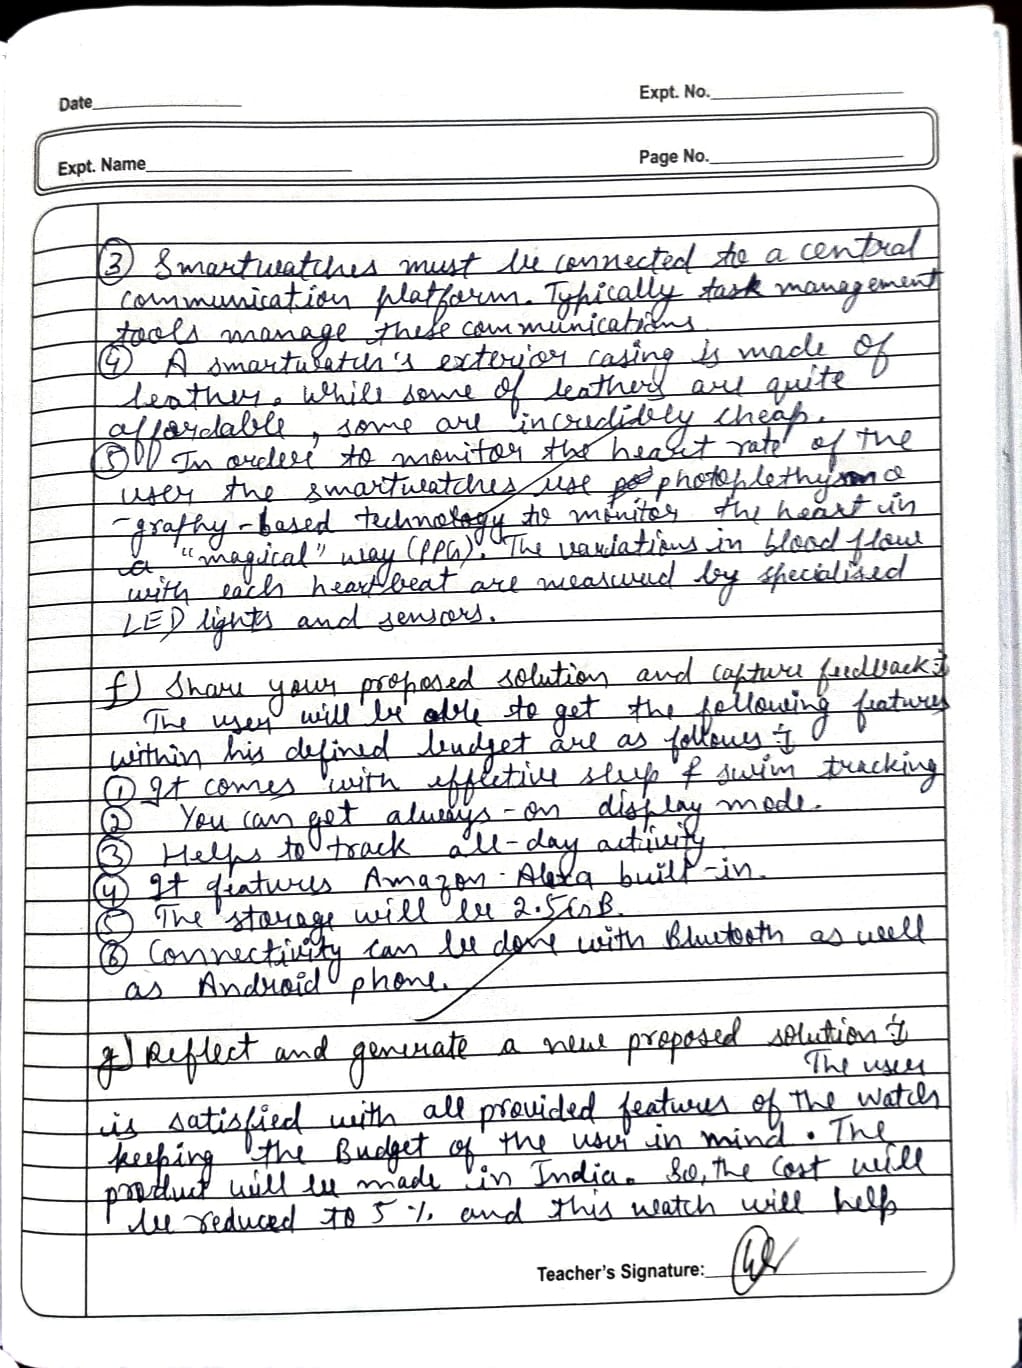 Date
Expt. No.
Expt. Name
Page No.
③ Smartwatches must be connected to a central
communication platform. Typically task management
tools manage these communications.
④ A smartwatch's exterior casing is made of
leather. While some of leathers are quite
affordable, some are incredibly cheap.
⑤ In order to monitor the heart rate of the
user the smartwatches use photoplethysmo
-graphy-based technology to monitor the heart in
a "magical" way (PPG). The variations in blood flow
with each heartbeat are measured by specialised
LED lights and sensors.
f) Share your proposed solution and capture feedback :-
The user will be able to get the following features
within his defined budget are as follows :-
① It comes with effective sleep & swim tracking
② You can get always-on display mode.
③ Helps to track all-day activity.
④ It features Amazon-Alexa built-in.
⑤ The storage will be 2.5GB.
⑥ Connectivity can be done with Bluetooth as well
as Android phone.
g) Reflect and generate a new proposed solution :-
The user
is satisfied with all provided features of the watch
keeping the Budget of the user in mind. The
product will be made in India. So, the cost will
be reduced to 5 % and this watch will help
Teacher's Signature: